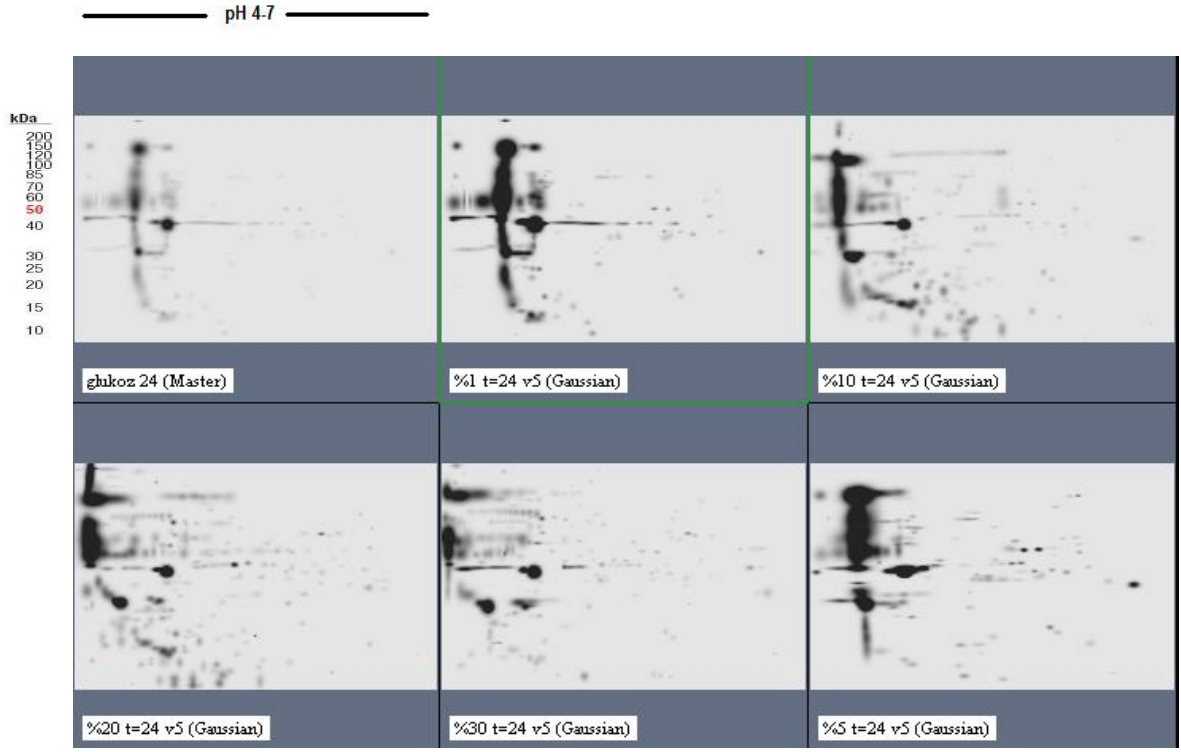 pH 4-7
kDa
200
150
120
100
85
70
60
50
40
30
25
20
15
10
glukoz 24 (Master)
%1 t=24 v5 (Gaussian)
%10 t=24 v5 (Gaussian)
%20 t=24 v5 (Gaussian)
%30 t=24 v5 (Gaussian)
%5 t=24 v5 (Gaussian)